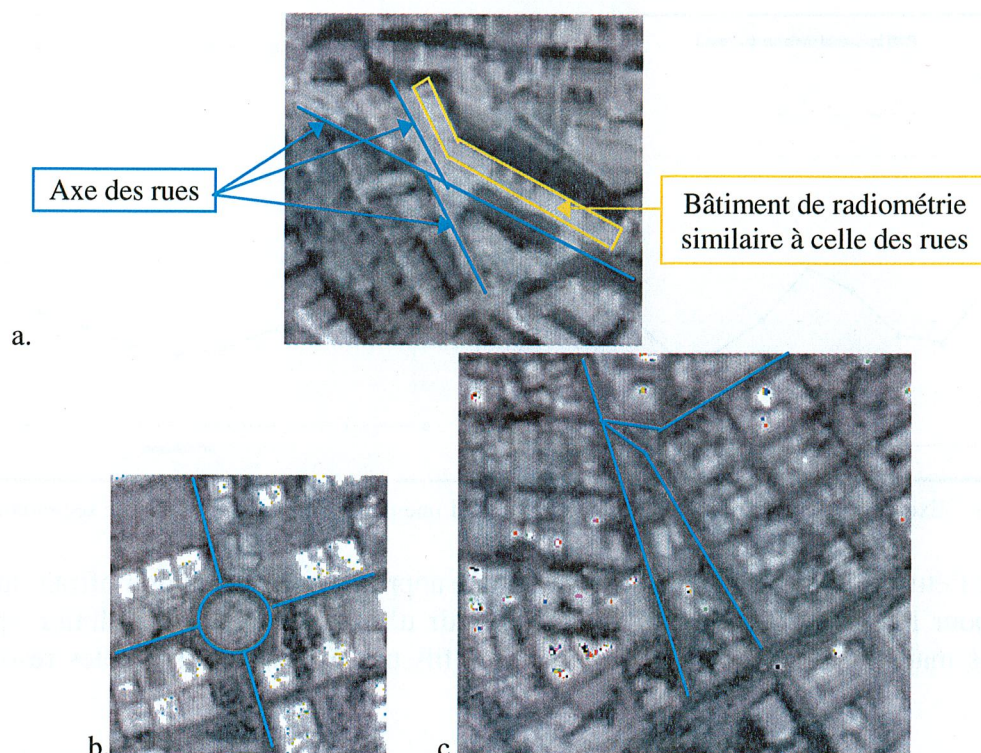 Axe des rues
Bâtiment de radiométrie
similaire à celle des rues
a.
b.
c.